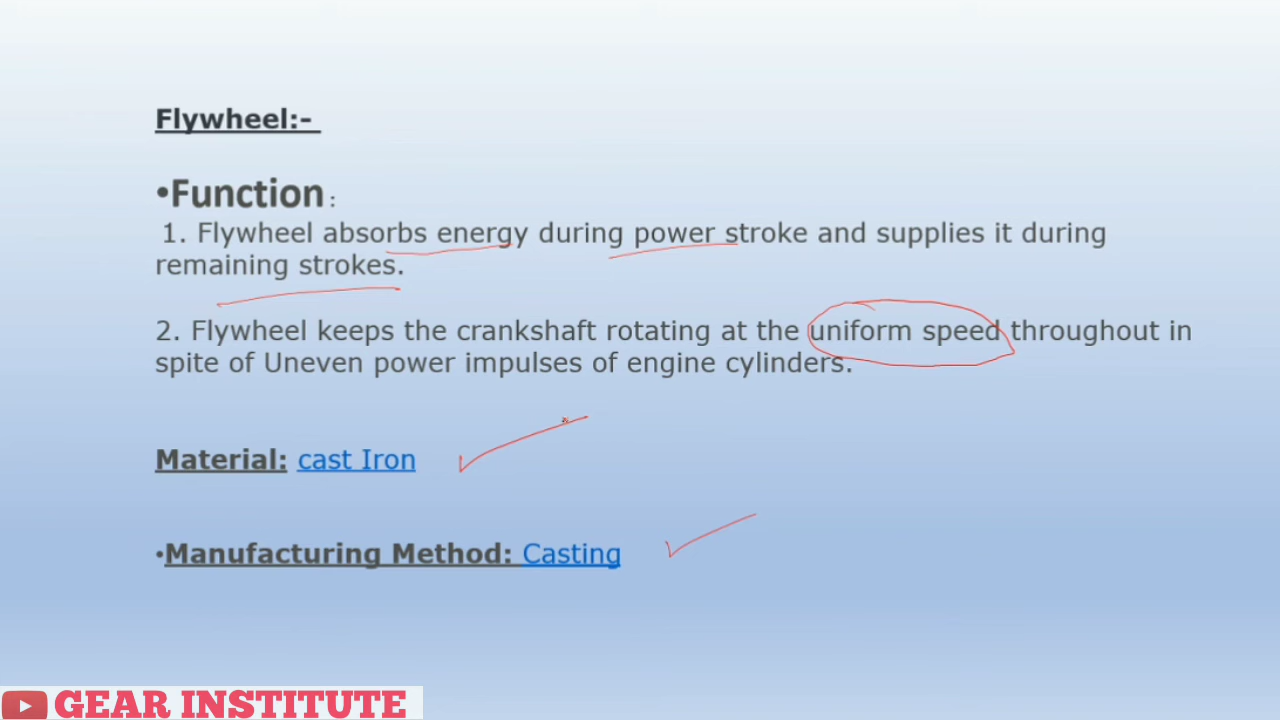 Flywheel:-
•Function :
1. Flywheel absorbs energy during power stroke and supplies it during
remaining strokes.
2. Flywheel keeps the crankshaft rotating at the uniform speed throughout in
spite of Uneven power impulses of engine cylinders.
Material: cast Iron
•Manufacturing Method: Casting
GEAR INSTITUTE